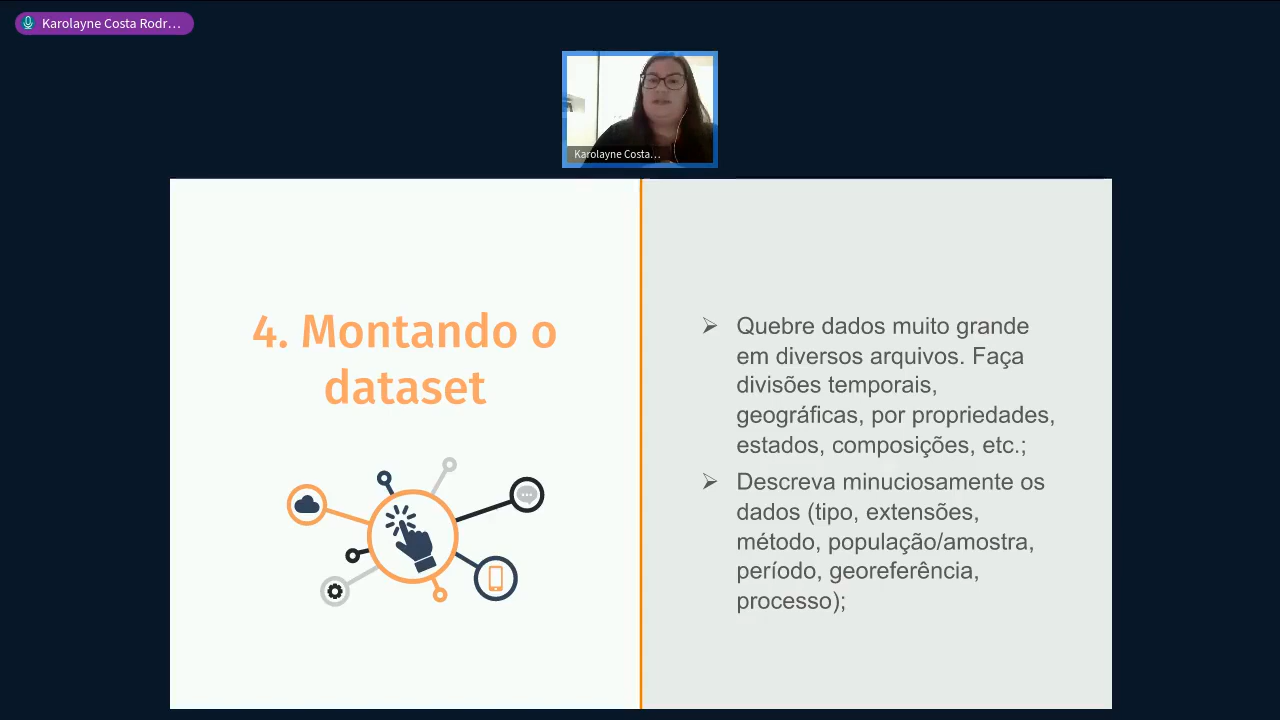 Karolayne Costa Rodr…
Karolayne Costa…
4. Montando o
dataset
➢ Quebre dados muito grande
em diversos arquivos. Faça
divisões temporais,
geográficas, por propriedades,
estados, composições, etc.;
➢ Descreva minuciosamente os
dados (tipo, extensões,
método, população/amostra,
período, georeferência,
processo);